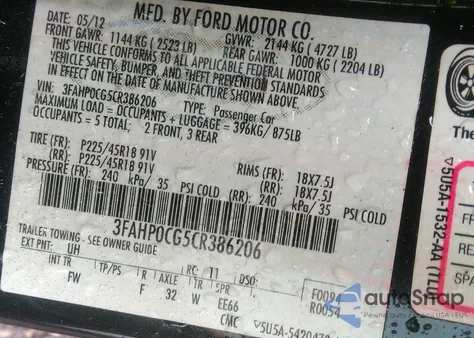 MFD. BY FORD MOTOR CO.
DATE: 05/12
GVWR: 2144 KG (4727 LB)
FRONT GAWR: 1144 KG (2523 LB)
REAR GAWR: 1000 KG (2204 LB)
THIS VEHICLE CONFORMS TO ALL APPLICABLE FEDERAL MOTOR
VEHICLE SAFETY, BUMPER, AND THEFT PREVENTION STANDARDS
IN EFFECT ON THE DATE OF MANUFACTURE SHOWN ABOVE.
VIN: 3FAHP0CG5CR386206
TYPE: Passenger Car
MAXIMUM LOAD = OCCUPANTS + LUGGAGE = 396KG / 875LB
OCCUPANTS = 5 TOTAL; 2 FRONT, 3 REAR
TIRE (FR): P225/45R18 91V RIMS (FR): 18X7.5J
(RR): P225/45R18 91V (RR): 18X7.5J
PRESSURE (FR): 240 kPa/ 35 PSI COLD (RR): 240 kPa/ 35 PSI COLD
3FAHP0CG5CR386206
TRAILER TOWING - SEE OWNER GUIDE
EXT PNT: UH RC: 11 DSO: F0094
INT TR TP/PS R AXLE TR SPR R0054
FW F 32 W EE66
CMC
5U5A-1532-AA
The
autoSnap